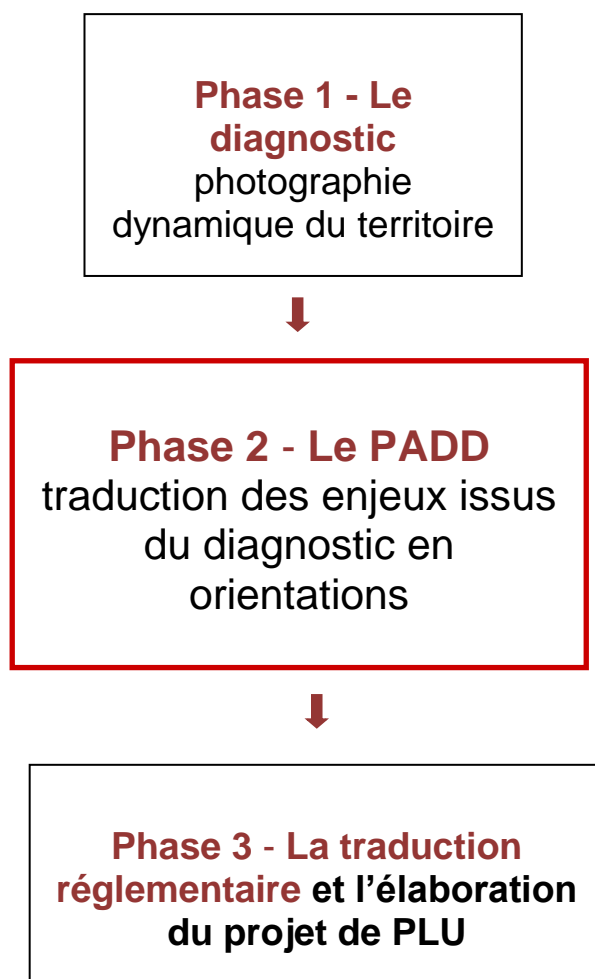 Phase 1 - Le
diagnostic
photographie
dynamique du territoire
Phase 2 - Le PADD
traduction des enjeux issus
du diagnostic en
orientations
Phase 3 - La traduction
réglementaire et l’élaboration
du projet de PLU